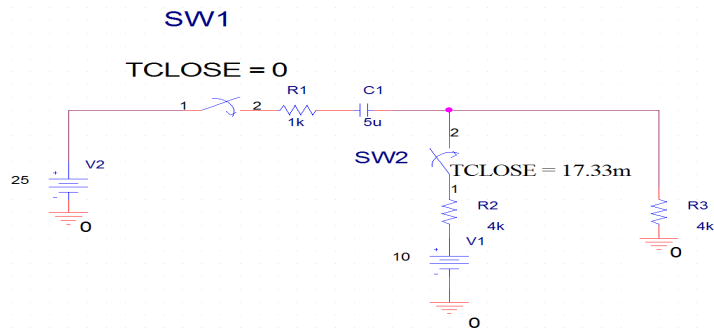 SW1
TCLOSE = 0
R1
C1
1
2
1k
5u
2
SW2
TCLOSE = 17.33m
V2
+
25
-
0
1
R2
4k
V1
+
10
-
0
R3
4k
0